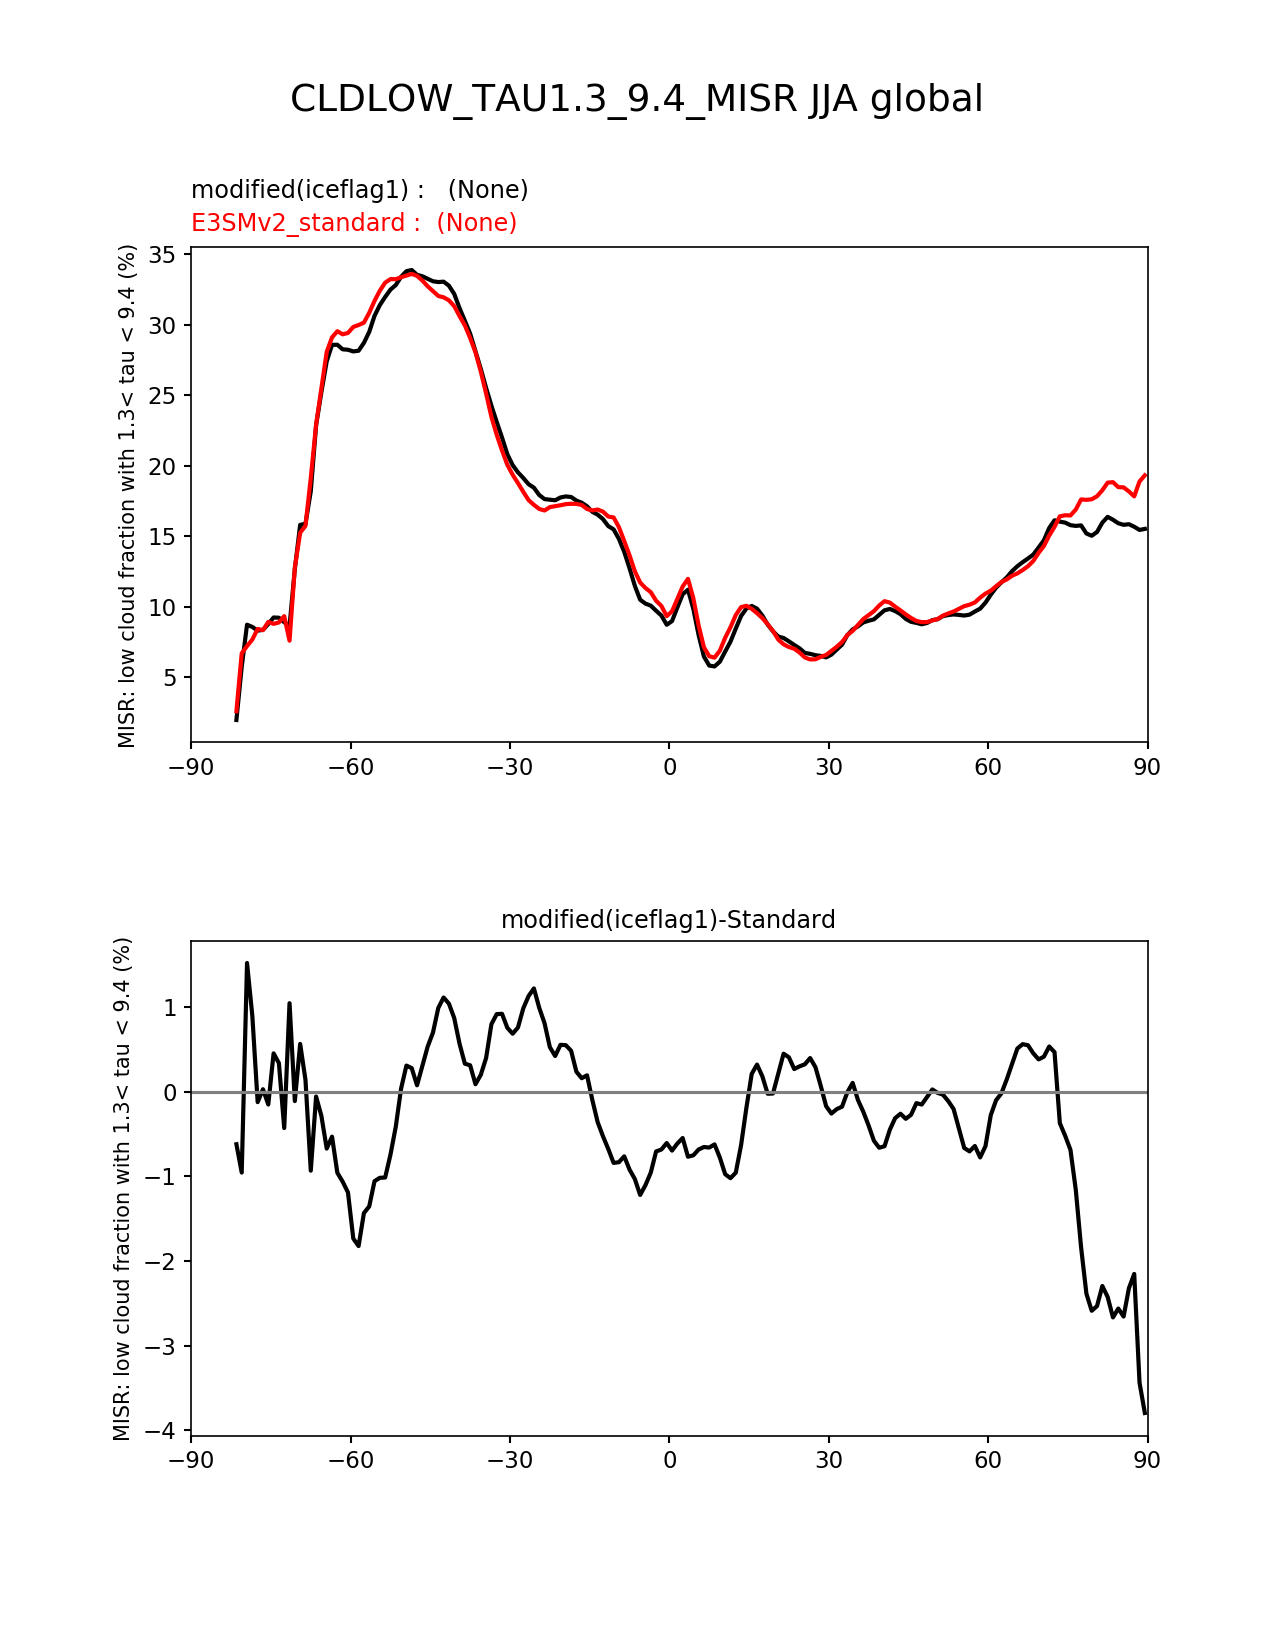 CLDLOW_TAU1.3_9.4_MISR JJA global
modified(iceflag1) :   (None)
E3SMv2_standard :  (None)
MISR: low cloud fraction with 1.3< tau < 9.4 (%)
35
30
25
20
15
10
5
−90 −60 −30 0 30 60 90
modified(iceflag1)-Standard
MISR: low cloud fraction with 1.3< tau < 9.4 (%)
1
0
−1
−2
−3
−4
−90 −60 −30 0 30 60 90